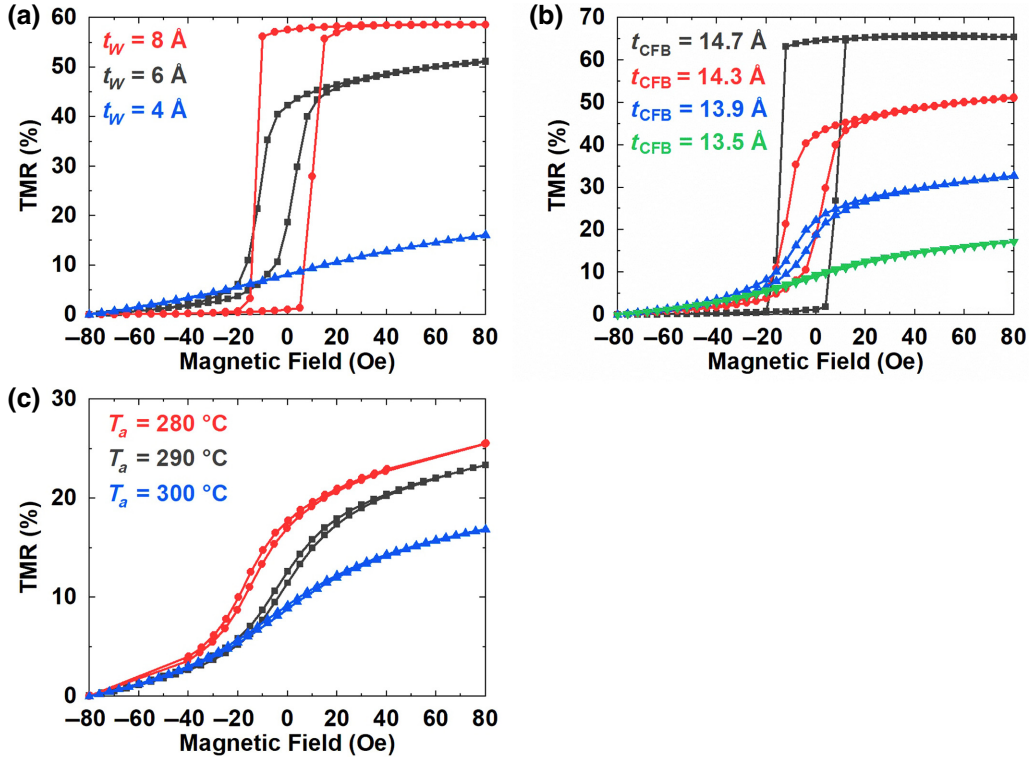 (a)
t_W = 8 Å
t_W = 6 Å
t_W = 4 Å
TMR (%)
60
50
40
30
20
10
0
–80 –60 –40 –20 0 20 40 60 80
Magnetic Field (Oe)
(b)
t_CFB = 14.7 Å
t_CFB = 14.3 Å
t_CFB = 13.9 Å
t_CFB = 13.5 Å
TMR (%)
70
60
50
40
30
20
10
0
–80 –60 –40 –20 0 20 40 60 80
Magnetic Field (Oe)
(c)
T_a = 280 °C
T_a = 290 °C
T_a = 300 °C
TMR (%)
30
20
10
0
–80 –60 –40 –20 0 20 40 60 80
Magnetic Field (Oe)